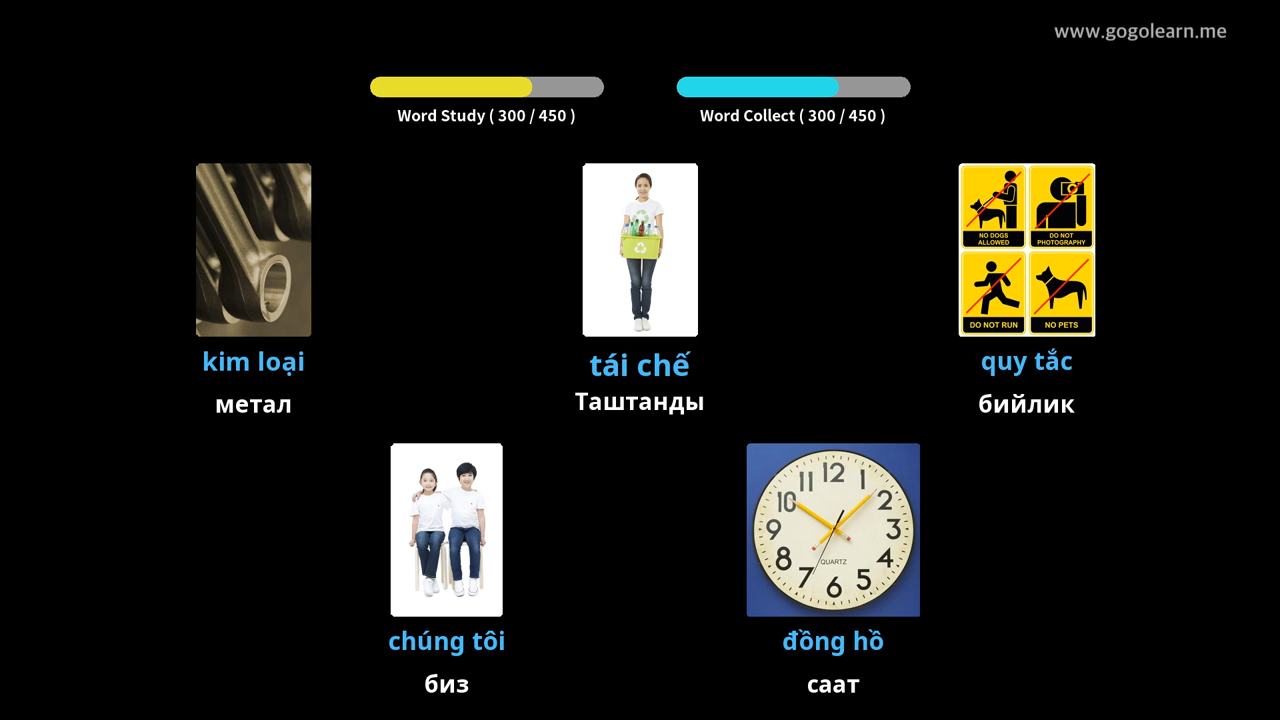 www.gogolearn.me
Word Study ( 300 / 450 )
Word Collect ( 300 / 450 )
NO DOGS
ALLOWED
DO NOT
PHOTOGRAPHY
DO NOT RUN
NO PETS
kim loại
tái chế
quy tắc
метал
Таштанды
бийлик
12
1
2
3
4
5
6
7
8
9
10
11
QUARTZ
chúng tôi
đồng hồ
биз
саат